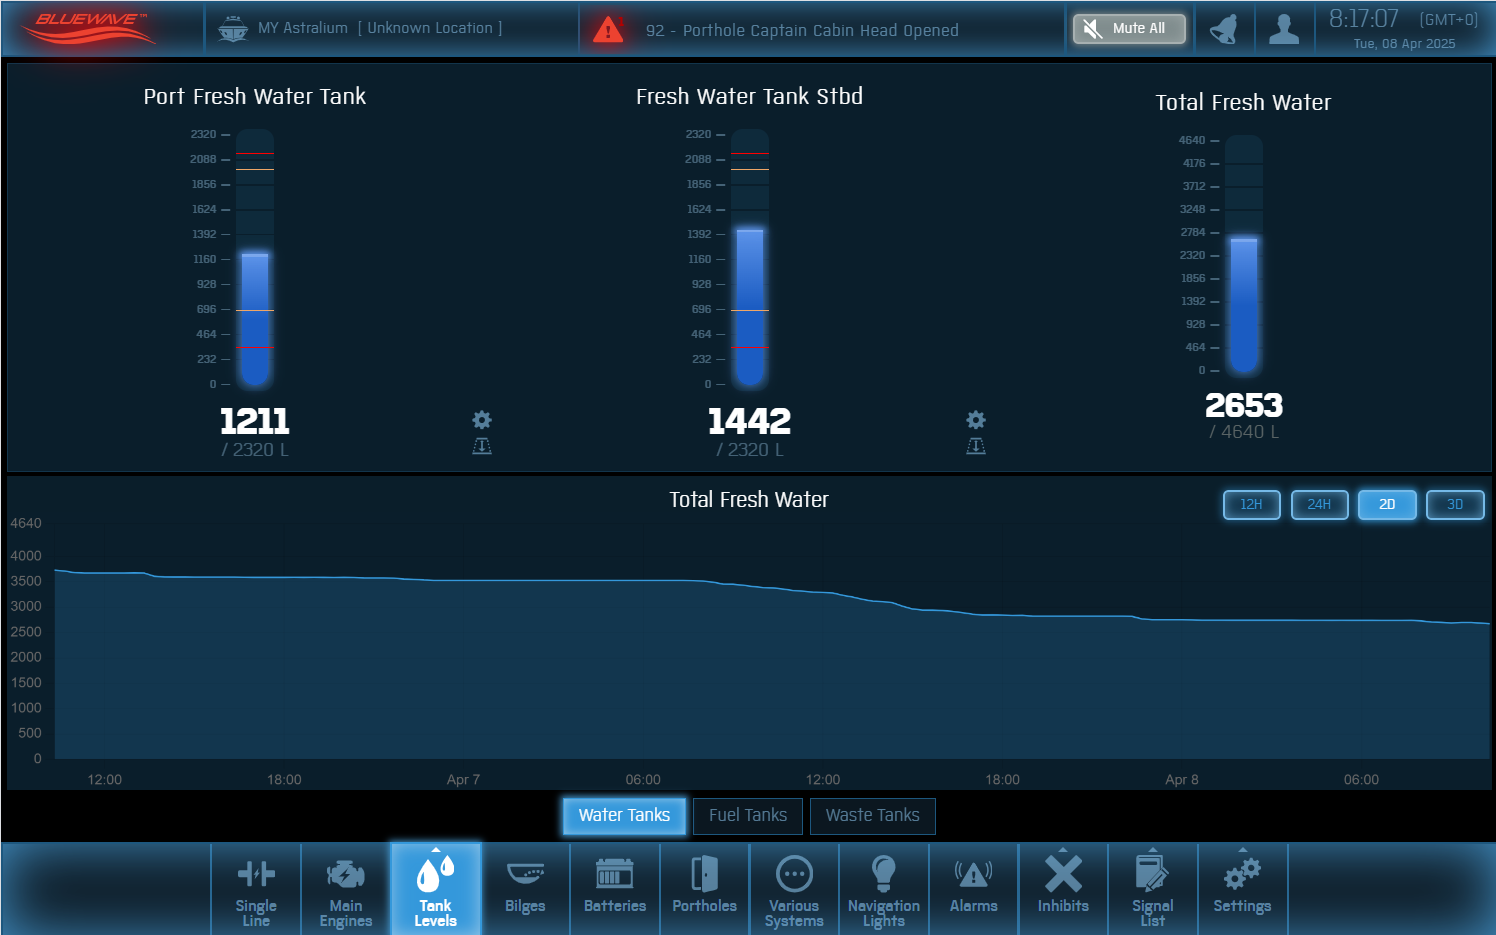 BLUEWAVE™
MY Astralium [ Unknown Location ]
92 - Porthole Captain Cabin Head Opened
Mute All
8:17:07 (GMT+0)
Tue, 08 Apr 2025
Port Fresh Water Tank
2320
2088
1856
1624
1392
1160
928
696
464
232
0
1211
/ 2320 L
Fresh Water Tank Stbd
2320
2088
1856
1624
1392
1160
928
696
464
232
0
1442
/ 2320 L
Total Fresh Water
4640
4176
3712
3248
2784
2320
1856
1392
928
464
0
2653
/ 4640 L
Total Fresh Water
12H 24H 2D 3D
4640
4000
3500
3000
2500
2000
1500
1000
500
0
12:00 18:00 Apr 7 06:00 12:00 18:00 Apr 8 06:00
Water Tanks Fuel Tanks Waste Tanks
Single
Line
Main
Engines
Tank
Levels
Bilges
Batteries
Portholes
Various
Systems
Navigation
Lights
Alarms
Inhibits
Signal
List
Settings